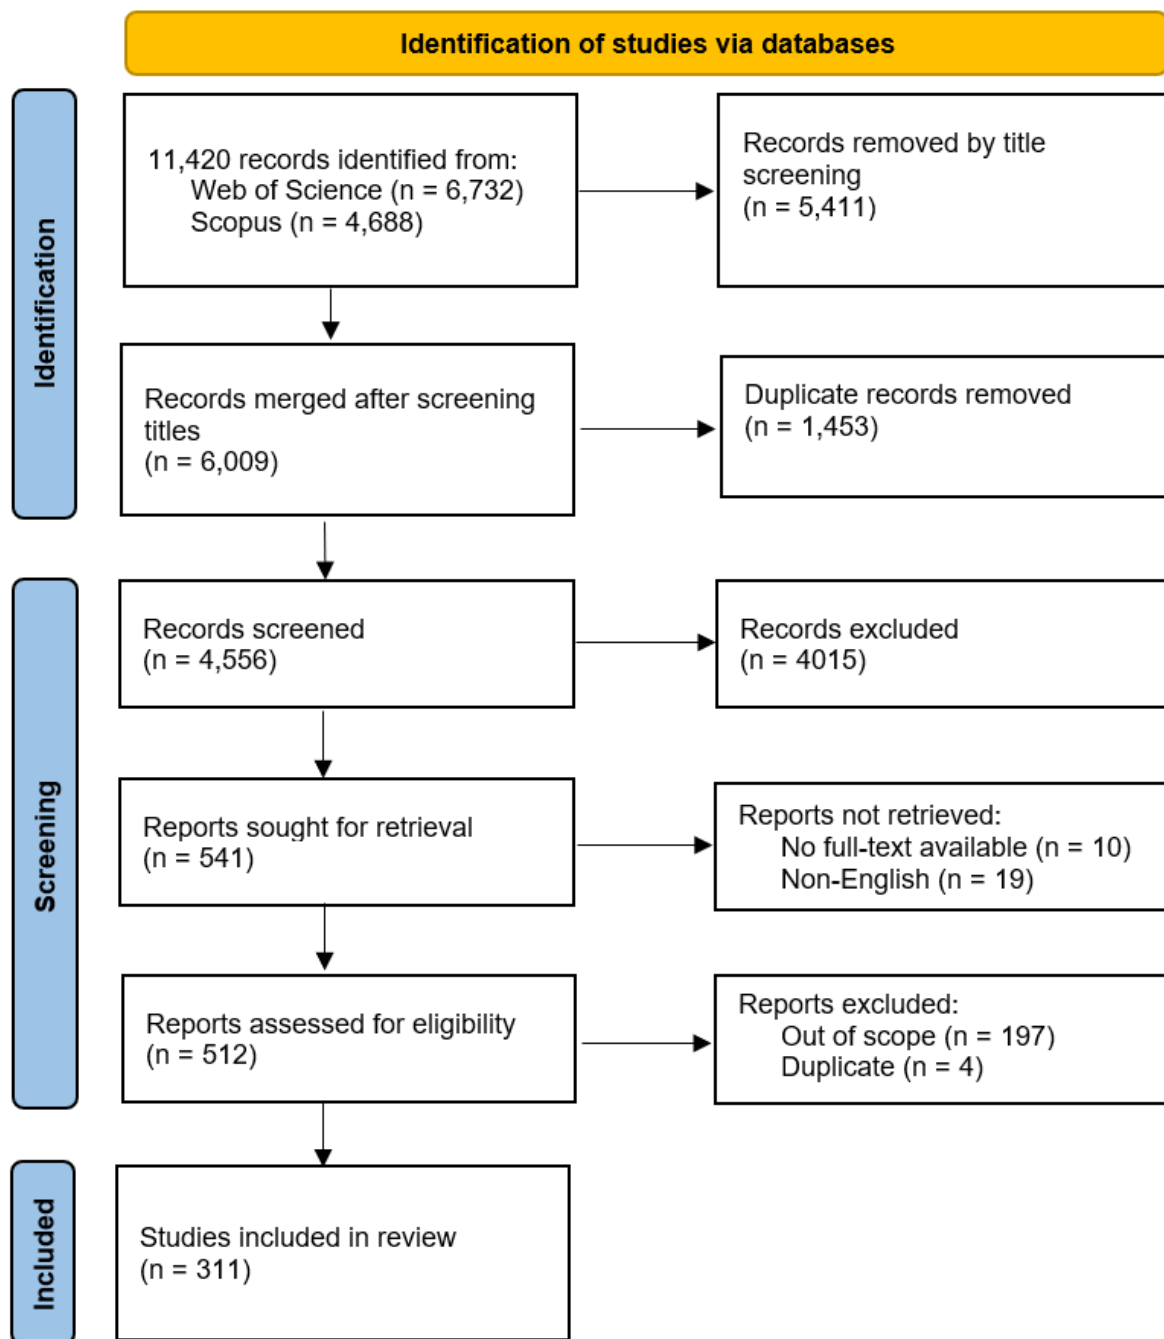 Identification of studies via databases
Identification
11,420 records identified from:
Web of Science (n = 6,732)
Scopus (n = 4,688)
Records removed by title
screening
(n = 5,411)
Records merged after screening
titles
(n = 6,009)
Duplicate records removed
(n = 1,453)
Screening
Records screened
(n = 4,556)
Records excluded
(n = 4015)
Reports sought for retrieval
(n = 541)
Reports not retrieved:
No full-text available (n = 10)
Non-English (n = 19)
Reports assessed for eligibility
(n = 512)
Reports excluded:
Out of scope (n = 197)
Duplicate (n = 4)
Included
Studies included in review
(n = 311)